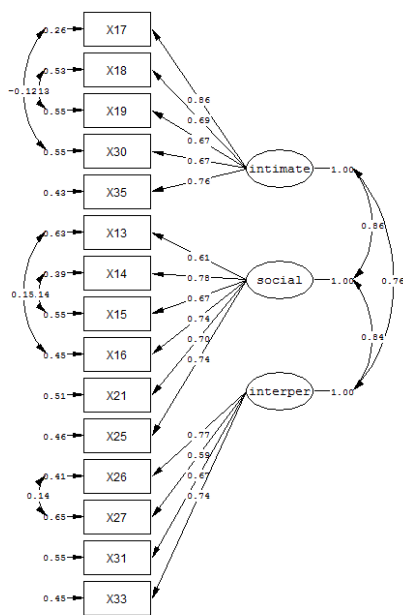 0.26 X17
0.53 X18
-0.12 13
0.55 X19
0.55 X30
0.43 X35
0.86
0.69
0.67
0.67
0.76
intimate 1.00
0.63 X13
0.39 X14
0.15 .14
0.55 X15
0.45 X16
0.51 X21
0.46 X25
0.61
0.78
0.67
0.74
0.70
0.74
social 1.00
0.86
0.76
0.84
interper 1.00
0.41 X26
0.14
0.65 X27
0.55 X31
0.45 X33
0.77
0.59
0.67
0.74